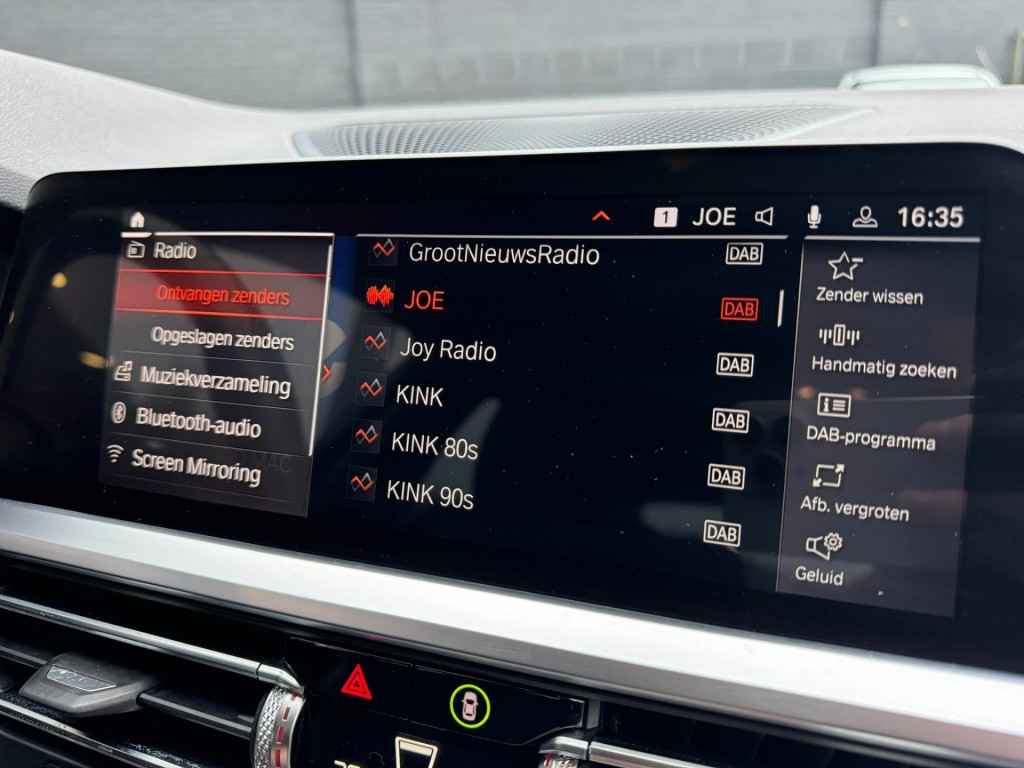 1 JOE 16:35
Radio
Ontvangen zenders
Opgeslagen zenders
Muziekverzameling
Bluetooth-audio
Screen Mirroring
GrootNieuwsRadio DAB
JOE DAB
Joy Radio DAB
KINK DAB
KINK 80s DAB
KINK 90s DAB
Zender wissen
Handmatig zoeken
DAB-programma
Afb. vergroten
Geluid